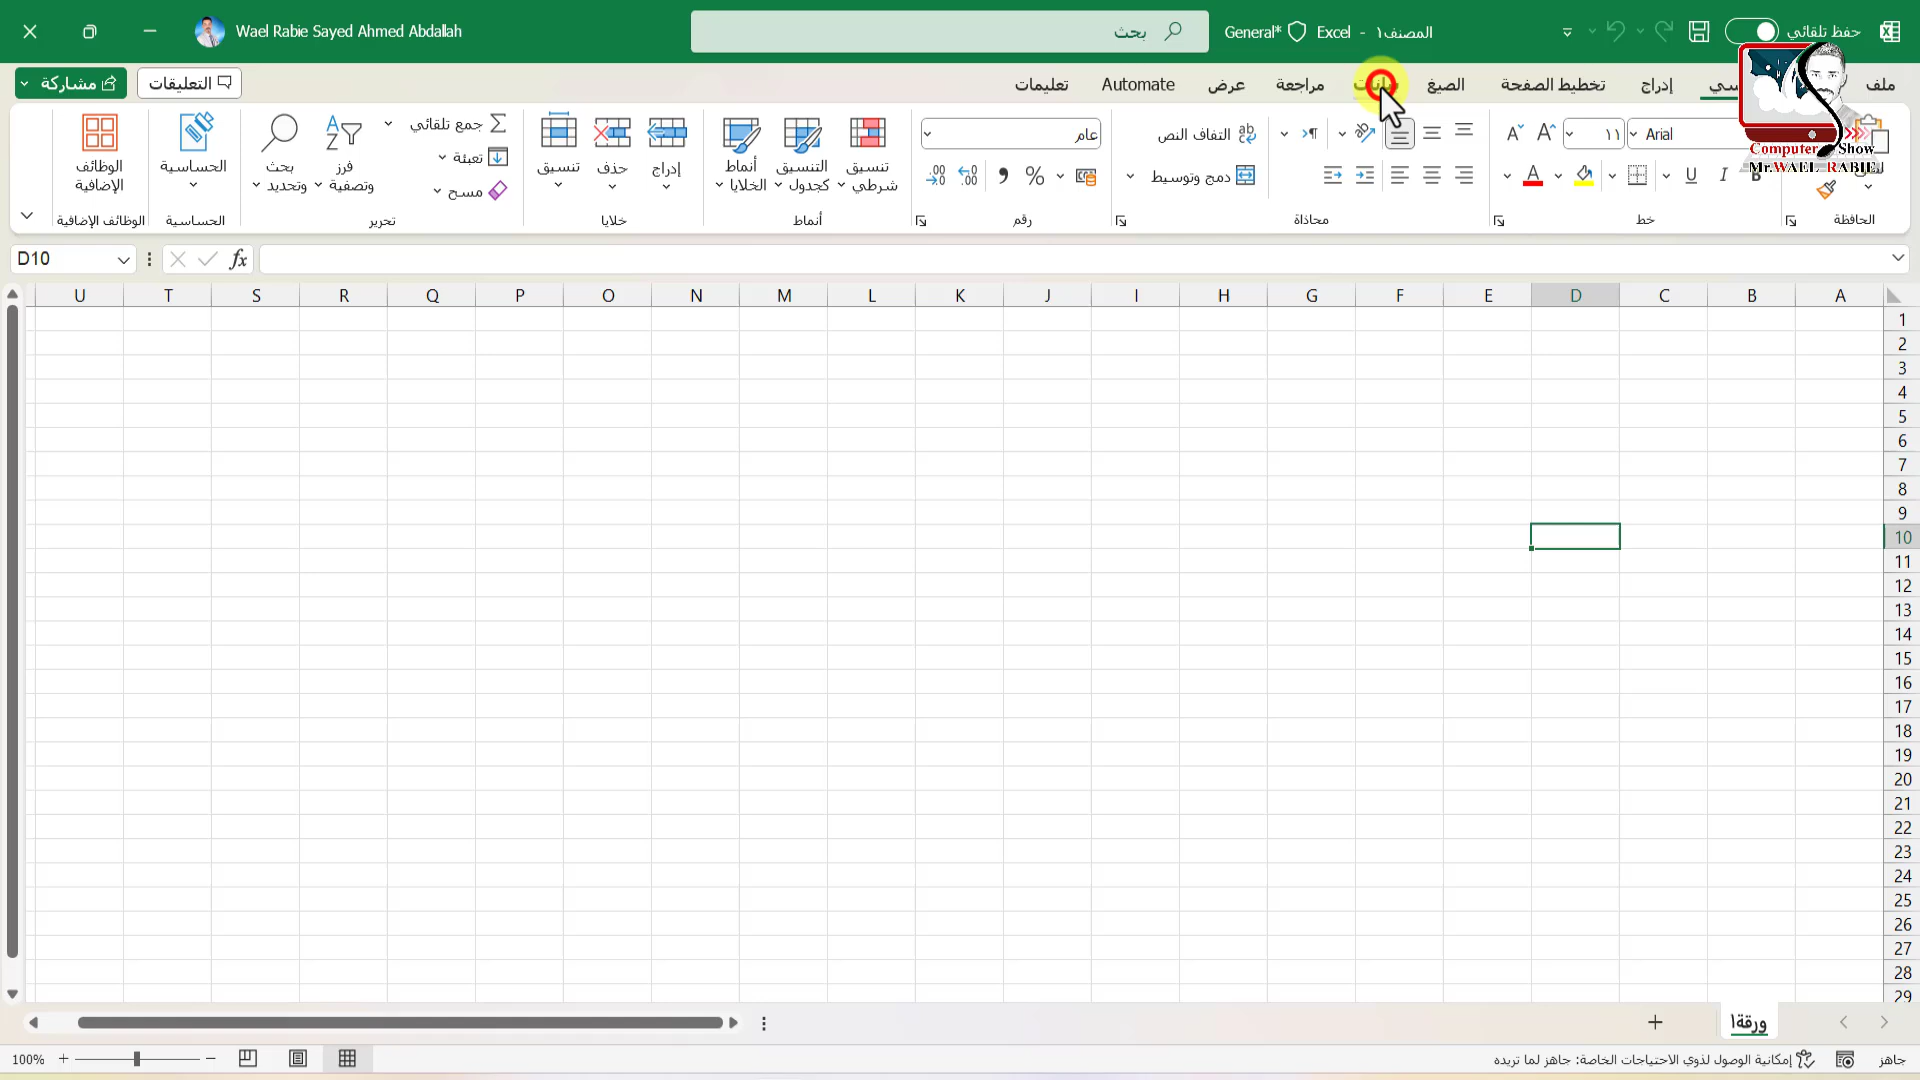 حفظ تلقائي
المصنف١ - Excel
General*
بحث
Wael Rabie Sayed Ahmed Abdallah
ملف
إدراج
تخطيط الصفحة
الصيغ
بيانات
مراجعة
عرض
Automate
تعليمات
التعليقات
مشاركة
Computer Show
Mr.WAEL RABIE
Arial
١١
B I U
الحافظة
خط
التفاف النص
دمج وتوسيط
محاذاة
عام
رقم
تنسيق شرطي
التنسيق كجدول
أنماط الخلايا
أنماط
إدراج
حذف
تنسيق
خلايا
جمع تلقائي
تعبئة
مسح
فرز وتصفية
بحث وتحديد
تحرير
الحساسية
الحساسية
الوظائف الإضافية
الوظائف الإضافية
D10
fx
A B C D E F G H I J K L M N O P Q R S T U
1
2
3
4
5
6
7
8
9
10
11
12
13
14
15
16
17
18
19
20
21
22
23
24
25
26
27
28
29
ورقة١
جاهز
إمكانية الوصول لذوي الاحتياجات الخاصة: جاهز لما تريده
100%